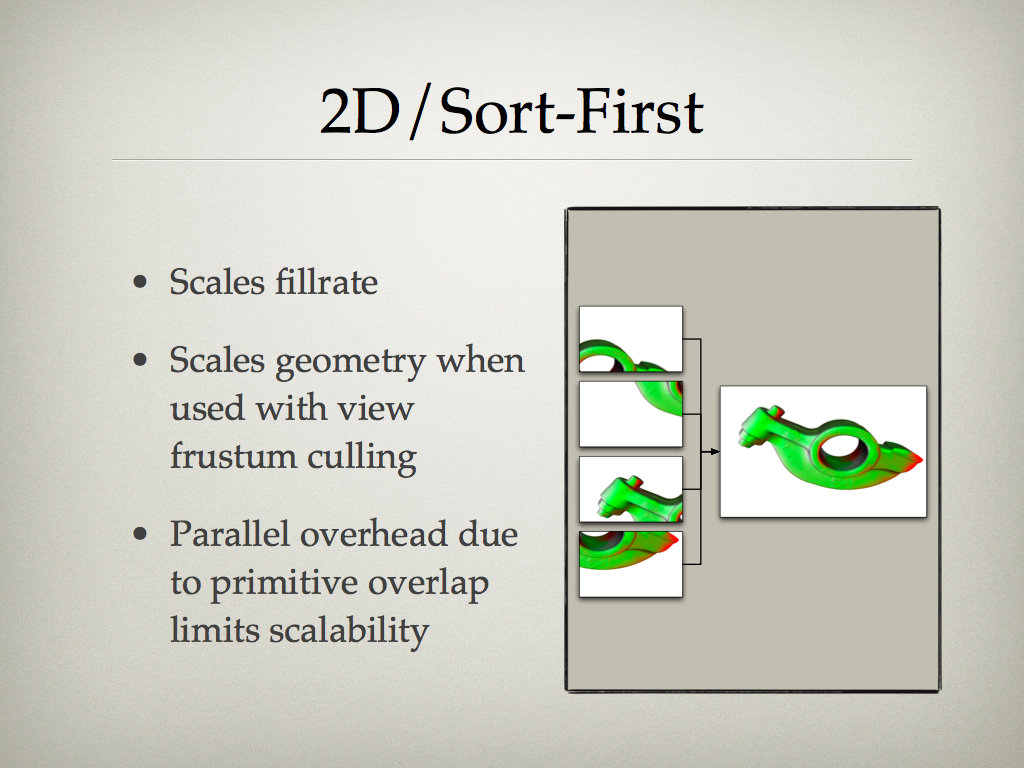 2D/Sort-First
• Scales fillrate
• Scales geometry when
used with view
frustum culling
• Parallel overhead due
to primitive overlap
limits scalability